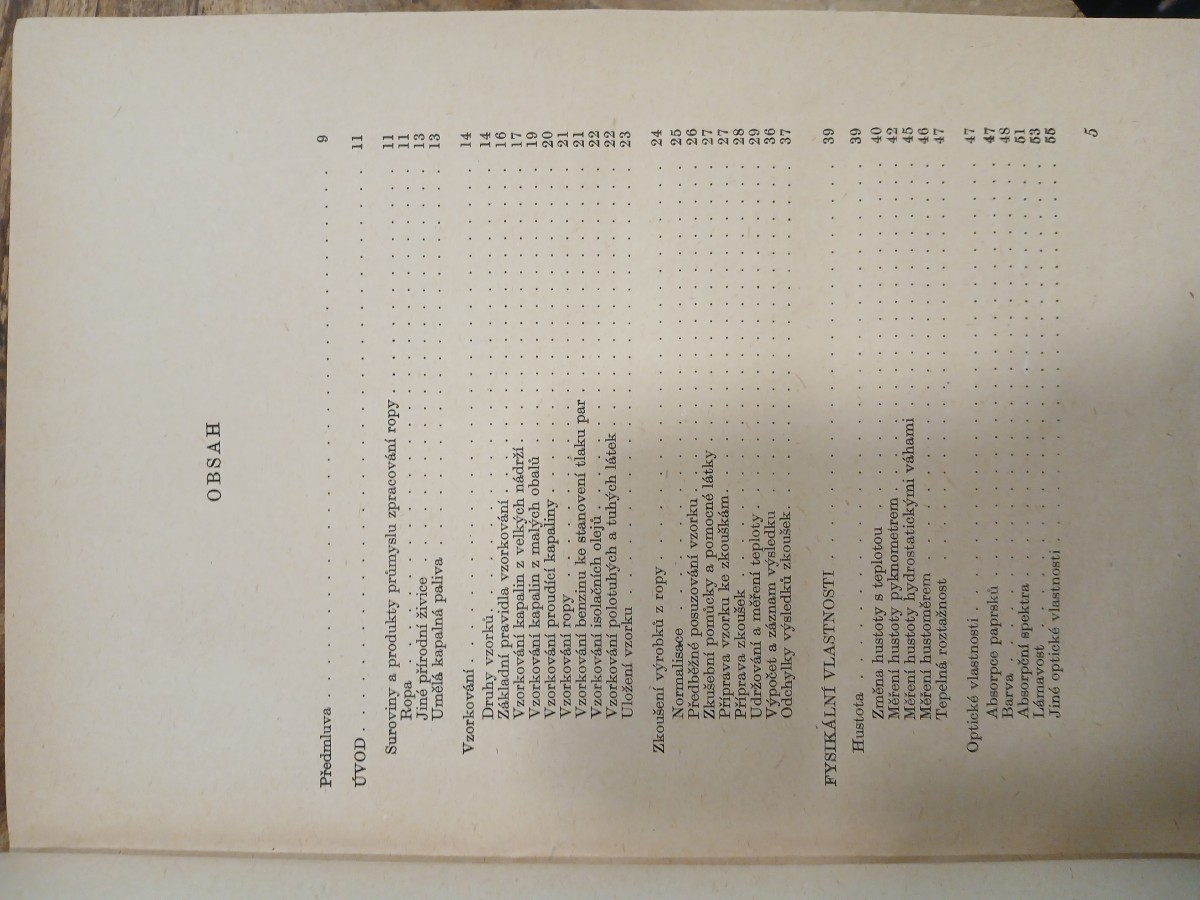 OBSAH
Předmluva . . . . . . . . . . . . . . . . . . . . 9
ÚVOD . . . . . . . . . . . . . . . . . . . . 11
Suroviny a produkty průmyslu zpracování ropy . . . . . . . . . . . . 11
Ropa . . . . . . . . . . . . . . . . . . . . 11
Jiné přírodní živice . . . . . . . . . . . . . . . . . . 13
Umělá kapalná paliva . . . . . . . . . . . . . . . . . 13
Vzorkování . . . . . . . . . . . . . . . . . . . . 14
Druhy vzorků . . . . . . . . . . . . . . . . . . . 14
Základní pravidla vzorkování . . . . . . . . . . . . . . . 16
Vzorkování kapalin z velkých nádrží . . . . . . . . . . . . . 17
Vzorkování kapalin z malých obalů . . . . . . . . . . . . . 19
Vzorkování proudící kapaliny . . . . . . . . . . . . . . . 20
Vzorkování ropy . . . . . . . . . . . . . . . . . . 21
Vzorkování benzinu ke stanovení tlaku par . . . . . . . . . . . 21
Vzorkování isolačních olejů . . . . . . . . . . . . . . . 22
Vzorkování polotuhých a tuhých látek . . . . . . . . . . . . 22
Uložení vzorku . . . . . . . . . . . . . . . . . . 23
Zkoušení výrobků z ropy . . . . . . . . . . . . . . . . 24
Normalisace . . . . . . . . . . . . . . . . . . . 25
Předběžné posuzování vzorku . . . . . . . . . . . . . . . 26
Zkušební pomůcky a pomocné látky . . . . . . . . . . . . . 27
Příprava vzorku ke zkouškám . . . . . . . . . . . . . . . 27
Příprava zkoušek . . . . . . . . . . . . . . . . . . 28
Udržování a měření teploty . . . . . . . . . . . . . . . 29
Výpočet a záznam výsledku . . . . . . . . . . . . . . . 36
Odchylky výsledků zkoušek . . . . . . . . . . . . . . . 37
FYSIKÁLNÍ VLASTNOSTI . . . . . . . . . . . . . . . 39
Hustota . . . . . . . . . . . . . . . . . . . . 39
Změna hustoty s teplotou . . . . . . . . . . . . . . . . 40
Měření hustoty pyknometrem . . . . . . . . . . . . . . . 42
Měření hustoty hydrostatickými váhami . . . . . . . . . . . . 45
Měření hustoměrem . . . . . . . . . . . . . . . . . 46
Tepelná roztažnost . . . . . . . . . . . . . . . . . 47
Optické vlastnosti . . . . . . . . . . . . . . . . . . 47
Absorpce paprsků . . . . . . . . . . . . . . . . . . 47
Barva . . . . . . . . . . . . . . . . . . . . . 48
Absorpční spektra . . . . . . . . . . . . . . . . . . 51
Lámavost . . . . . . . . . . . . . . . . . . . . 53
Jiné optické vlastnosti . . . . . . . . . . . . . . . . . 55
5